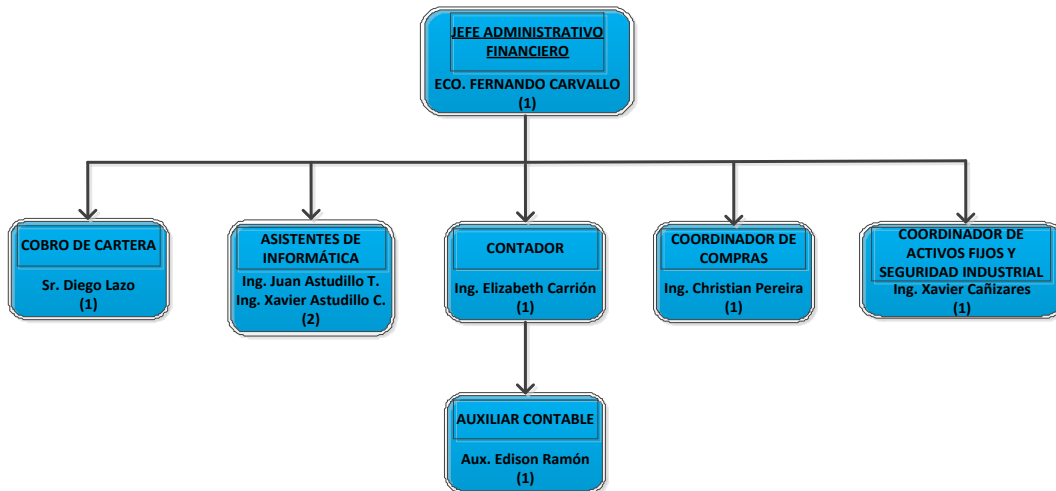 JEFE ADMINISTRATIVO
FINANCIERO
ECO. FERNANDO CARVALLO
(1)
COBRO DE CARTERA
Sr. Diego Lazo
(1)
ASISTENTES DE
INFORMÁTICA
Ing. Juan Astudillo T.
Ing. Xavier Astudillo C.
(2)
CONTADOR
Ing. Elizabeth Carrión
(1)
COORDINADOR DE
COMPRAS
Ing. Christian Pereira
(1)
COORDINADOR DE
ACTIVOS FIJOS Y
SEGURIDAD INDUSTRIAL
Ing. Xavier Cañizares
(1)
AUXILIAR CONTABLE
Aux. Edison Ramón
(1)